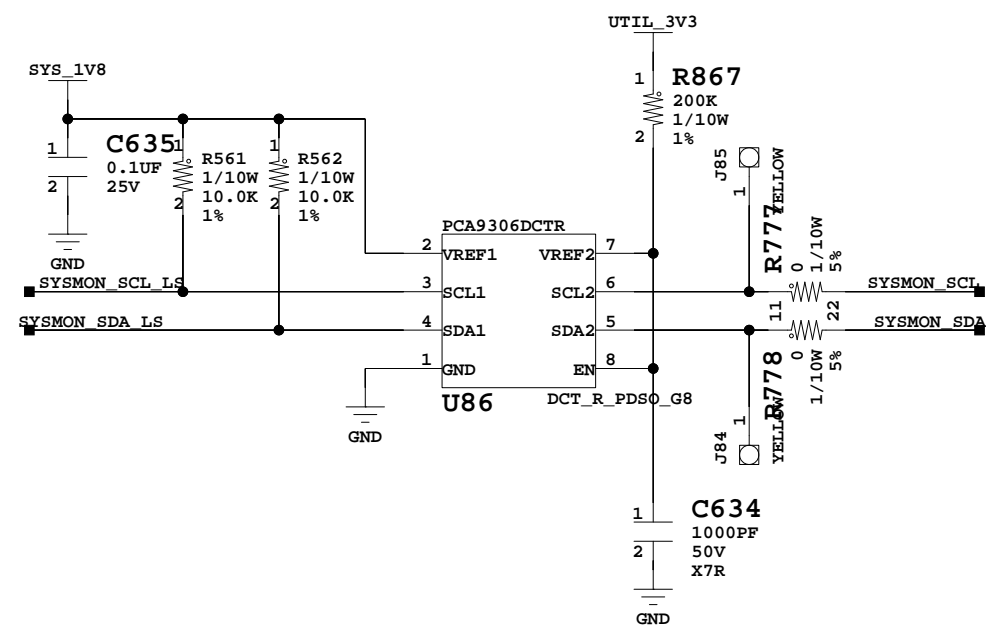 UTIL_3V3
SYS_1V8
1
R867
200K
1/10W
1%
2
1
C635
0.1UF
25V
2
1
R561
1/10W
10.0K
1%
2
1
R562
1/10W
10.0K
1%
2
GND
J85
1
YELLOW
R777
0
1/10W
5%
PCA9306DCTR
2 VREF1
VREF2 7
SYSMON_SCL_LS
3 SCL1
SCL2 6
SYSMON_SCL
1
2
SYSMON_SDA_LS
4 SDA1
SDA2 5
SYSMON_SDA
1
2
1 GND
EN 8
U86
DCT_R_PDSO_G8
GND
R778
0
1/10W
5%
J84
1
YELLOW
1
C634
1000PF
50V
X7R
2
GND